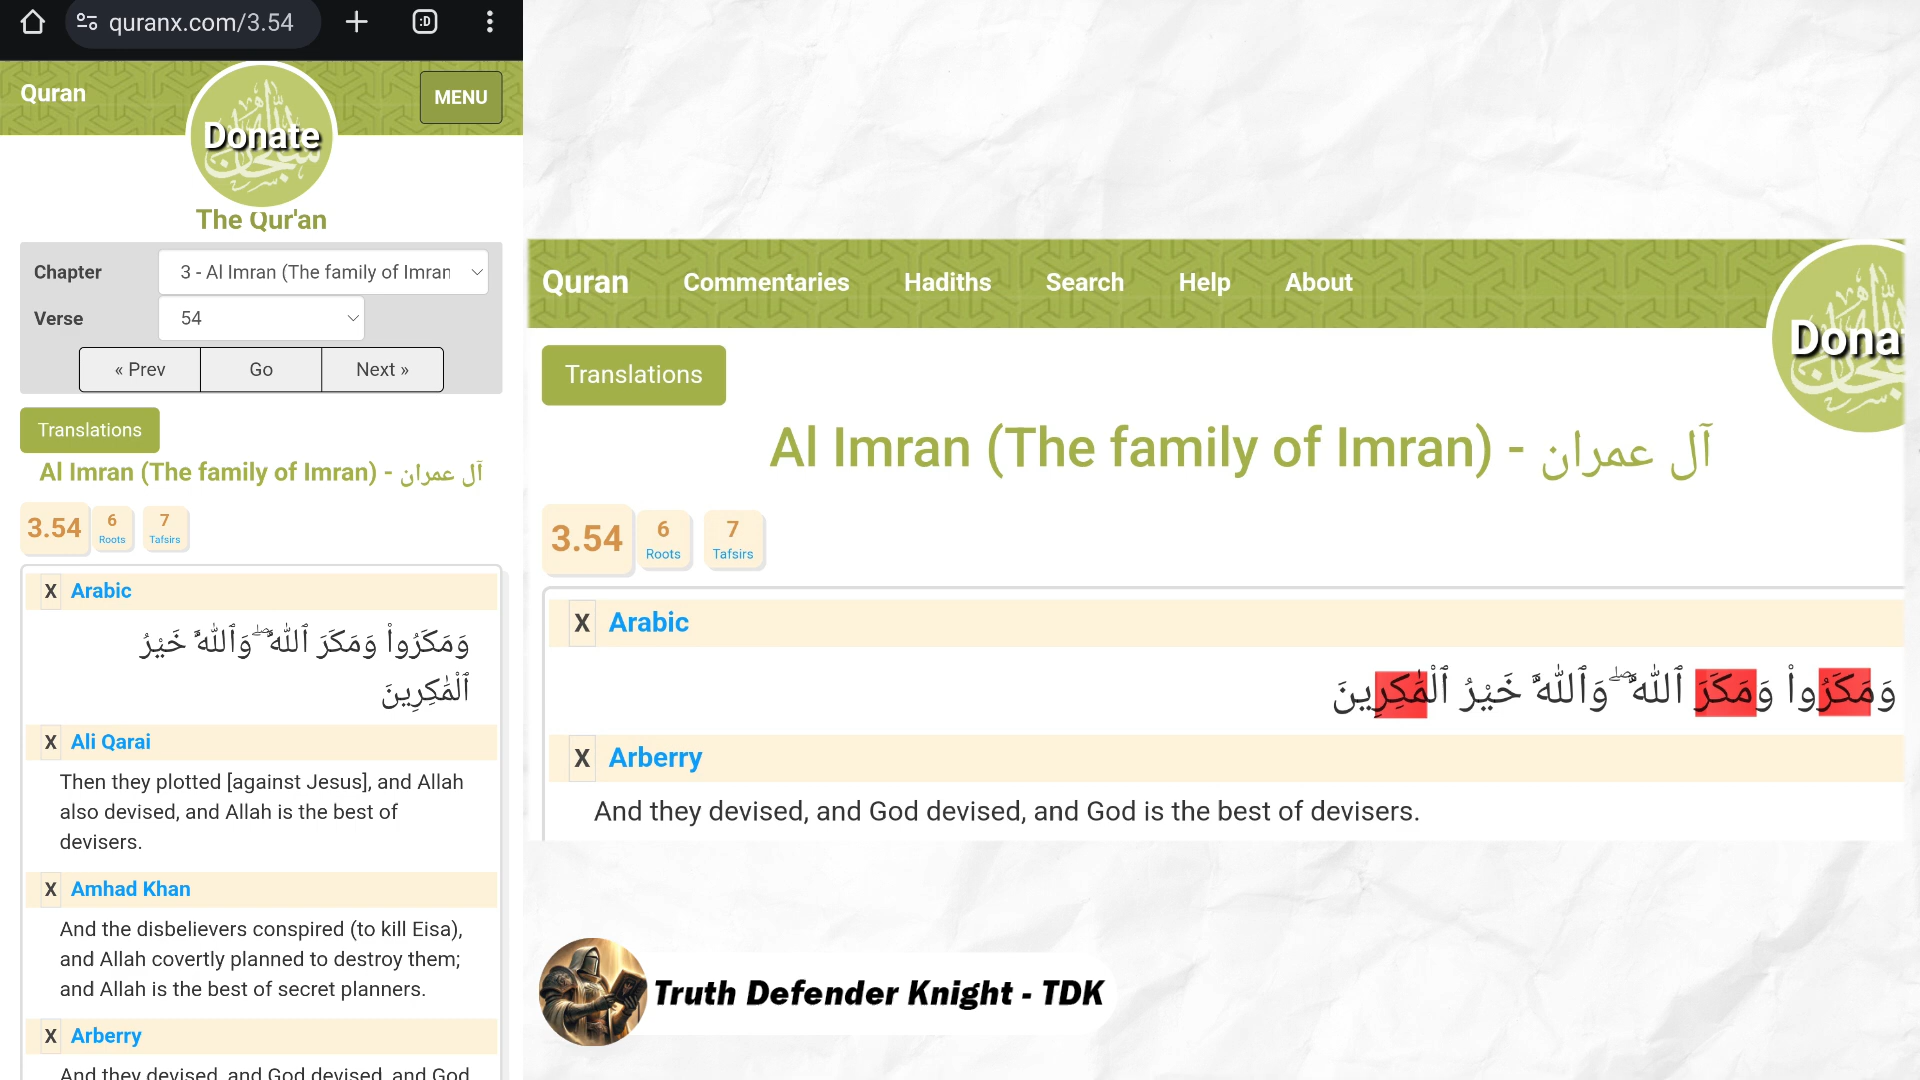 quranx.com/3.54
:D
Quran
Donate
MENU
The Qur'an
Chapter
3 - Al Imran (The family of Imran
Verse
54
« Prev
Go
Next »
Translations
Al Imran (The family of Imran) - آل عمران
3.54
6
Roots
7
Tafsirs
X Arabic
وَمَكَرُوا۟ وَمَكَرَ ٱللَّهُ ۖ وَٱللَّهُ خَيْرُ
ٱلْمَٰكِرِينَ
X Ali Qarai
Then they plotted [against Jesus], and Allah
also devised, and Allah is the best of
devisers.
X Amhad Khan
And the disbelievers conspired (to kill Eisa),
and Allah covertly planned to destroy them;
and Allah is the best of secret planners.
X Arberry
And they devised, and God devised, and God
Quran Commentaries Hadiths Search Help About
Dona
Translations
Al Imran (The family of Imran) - آل عمران
3.54
6
Roots
7
Tafsirs
X Arabic
وَمَكَرُوا۟ وَمَكَرَ ٱللَّهُ ۖ وَٱللَّهُ خَيْرُ ٱلْمَٰكِرِينَ
X Arberry
And they devised, and God devised, and God is the best of devisers.
Truth Defender Knight - TDK